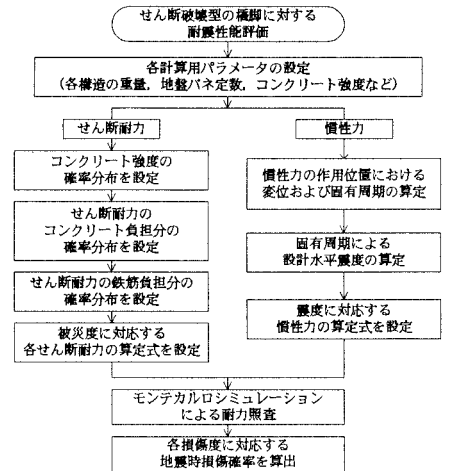 せん断破壊型の橋脚に対する
耐震性能評価
各計算用パラメータの設定
（各構造の重量，地盤バネ定数，コンクリート強度など）
せん断耐力
コンクリート強度の
確率分布を設定
せん断耐力の
コンクリート負担分の
確率分布を設定
せん断耐力の鉄筋負担分の
確率分布を設定
被災度に対応する
各せん断耐力の算定式を設定
慣性力
慣性力の作用位置における
変位および固有周期の算定
固有周期による
設計水平震度の算定
震度に対応する
慣性力の算定式を設定
モンテカルロシミュレーション
による耐力照査
各損傷度に対応する
地震時損傷確率を算出